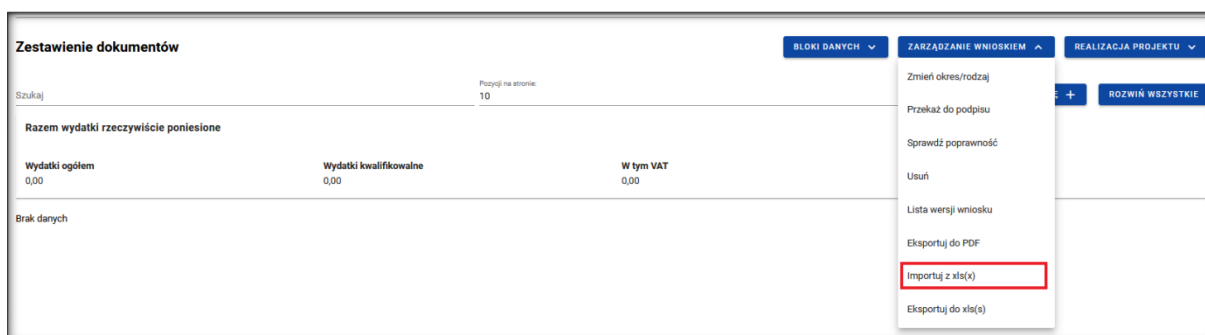 Zestawienie dokumentów
BLOKI DANYCH
ZARZĄDZANIE WNIOSKIEM
REALIZACJA PROJEKTU
Szukaj
Pozycji na stronie:
10
ROZWIŃ WSZYSTKIE
Razem wydatki rzeczywiście poniesione
Wydatki ogółem
Wydatki kwalifikowalne
W tym VAT
0,00
0,00
0,00
Brak danych
Zmień okres/rodzaj
Przekaż do podpisu
Sprawdź poprawność
Usuń
Lista wersji wniosku
Eksportuj do PDF
Importuj z xls(x)
Eksportuj do xls(s)